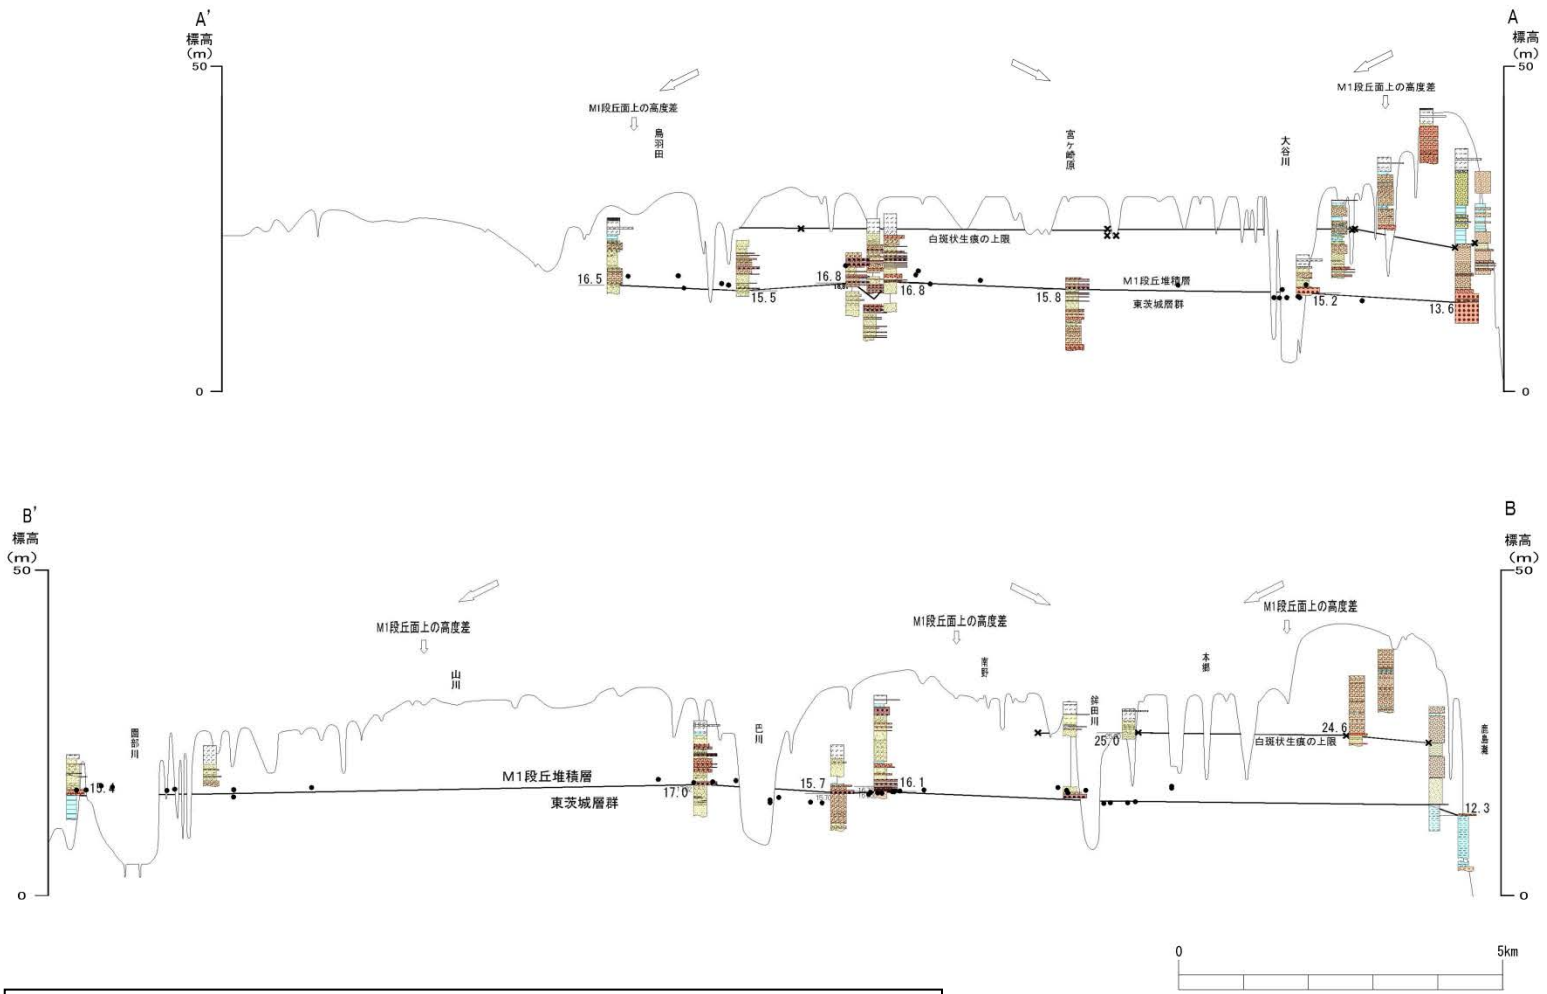 A'
標高
(m)
50
0
A
標高
(m)
50
0
M1段丘面上の高度差
鳥羽田
宮ヶ崎原
大谷川
M1段丘面上の高度差
白斑状生痕の上限
M1段丘堆積層
東茨城層群
16.5
15.5
16.8
16.8
15.8
15.2
13.6
B'
標高
(m)
50
0
B
標高
(m)
50
0
M1段丘面上の高度差
M1段丘面上の高度差
M1段丘面上の高度差
園部川
山川
巴川
南野
鉾田川
本郷
鹿島灘
M1段丘堆積層
東茨城層群
白斑状生痕の上限
15.4
17.0
15.7
16.1
25.0
24.6
12.3
0
5km